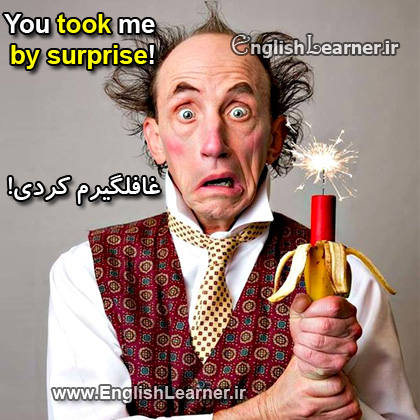 You took me
by surprise!
EnglishLearner.ir
غافلگیرم کردی!
www.EnglishLearner.ir